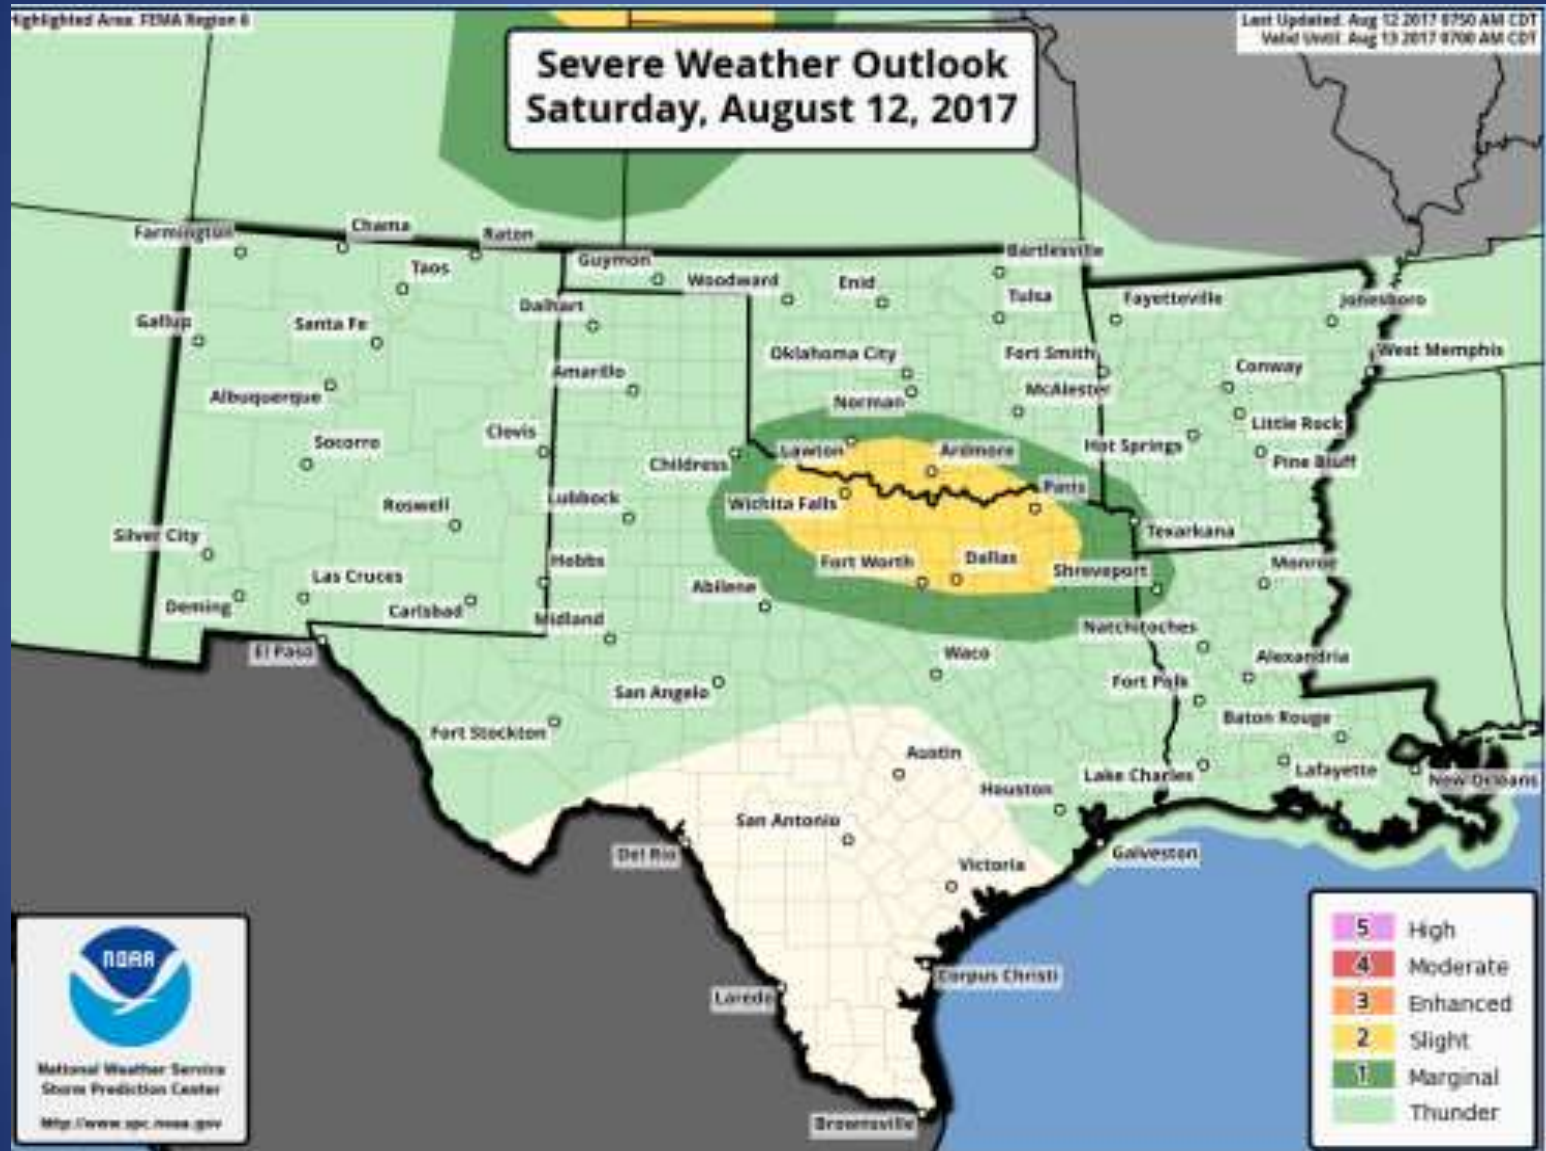 Highlighted Area: FEMA Region 6
Last Updated: Aug 12 2017 0750 AM CDT
Valid Until: Aug 13 2017 0700 AM CDT
Severe Weather Outlook
Saturday, August 12, 2017
Farmington
Chama
Raton
Taos
Guymon
Woodward
Enid
Bartlesville
Tulsa
Fayetteville
Jonesboro
Gallup
Santa Fe
Dalhart
Oklahoma City
Fort Smith
West Memphis
Albuquerque
Amarillo
Norman
McAlester
Conway
Socorro
Clovis
Childress
Lawton
Ardmore
Hot Springs
Little Rock
Pine Bluff
Roswell
Lubbock
Wichita Falls
Paris
Texarkana
Silver City
Las Cruces
Hobbs
Fort Worth
Dallas
Shreveport
Monroe
Deming
Carlsbad
Midland
Abilene
Natchitoches
El Paso
San Angelo
Waco
Alexandria
Fort Polk
Fort Stockton
Baton Rouge
Austin
Houston
Lake Charles
Lafayette
New Orleans
San Antonio
Del Rio
Victoria
Galveston
Corpus Christi
Laredo
Brownsville
NOAA
National Weather Service
Storm Prediction Center
http://www.spc.noaa.gov
5 High
4 Moderate
3 Enhanced
2 Slight
1 Marginal
Thunder